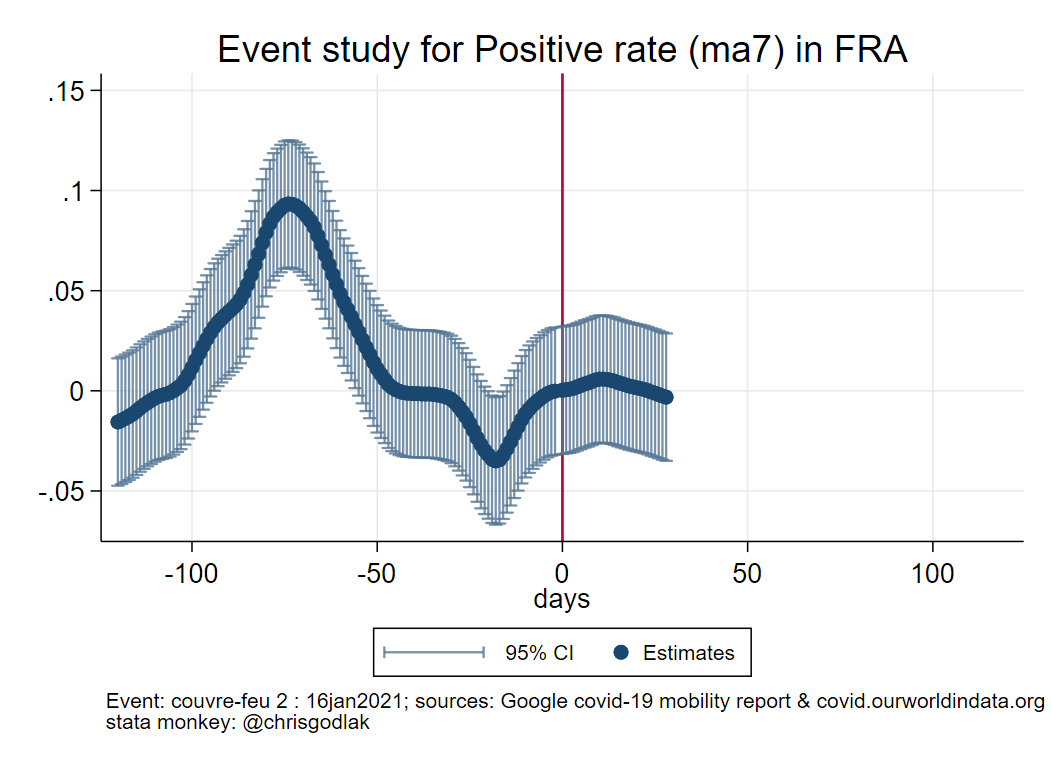 Event study for Positive rate (ma7) in FRA
.15
.1
.05
0
-.05
-100 -50 0 50 100
days
95% CI Estimates
Event: couvre-feu 2 : 16jan2021; sources: Google covid-19 mobility report & covid.ourworldindata.org
stata monkey: @chrisgodlak